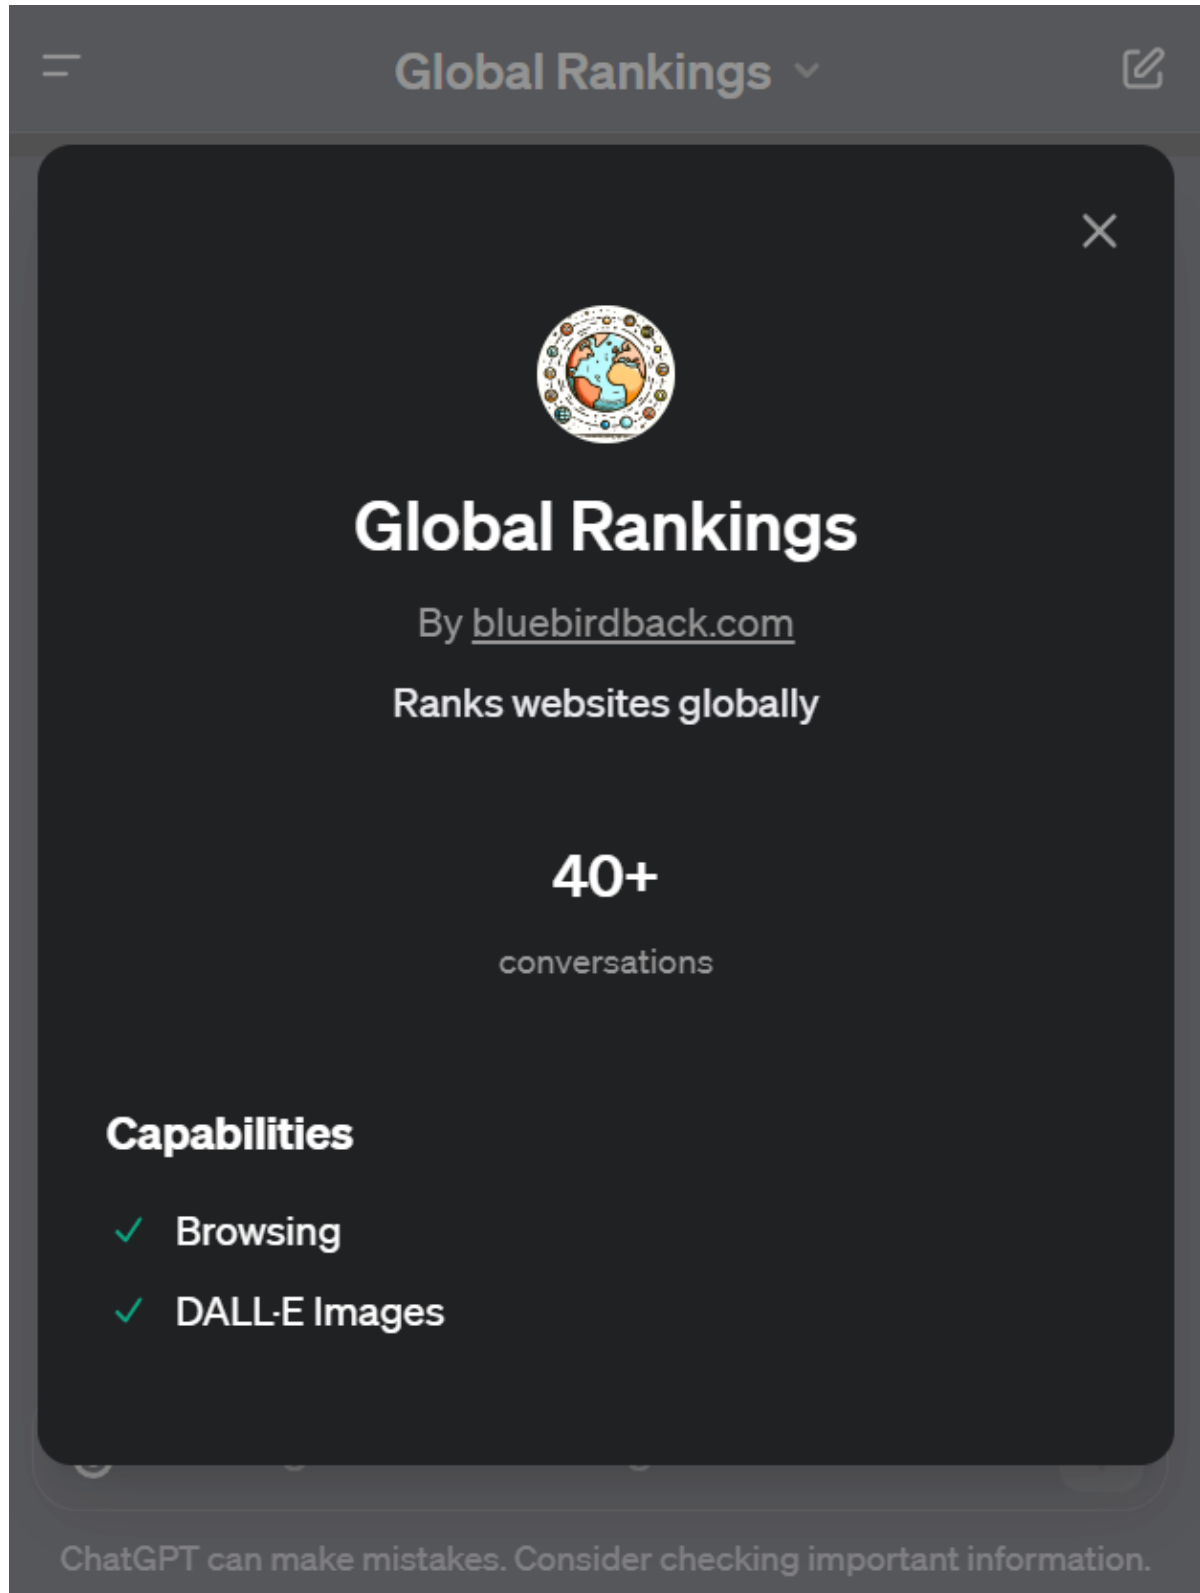 Global Rankings
Global Rankings
By bluebirdback.com
Ranks websites globally
40+
conversations
Capabilities
Browsing
DALL·E Images
ChatGPT can make mistakes. Consider checking important information.